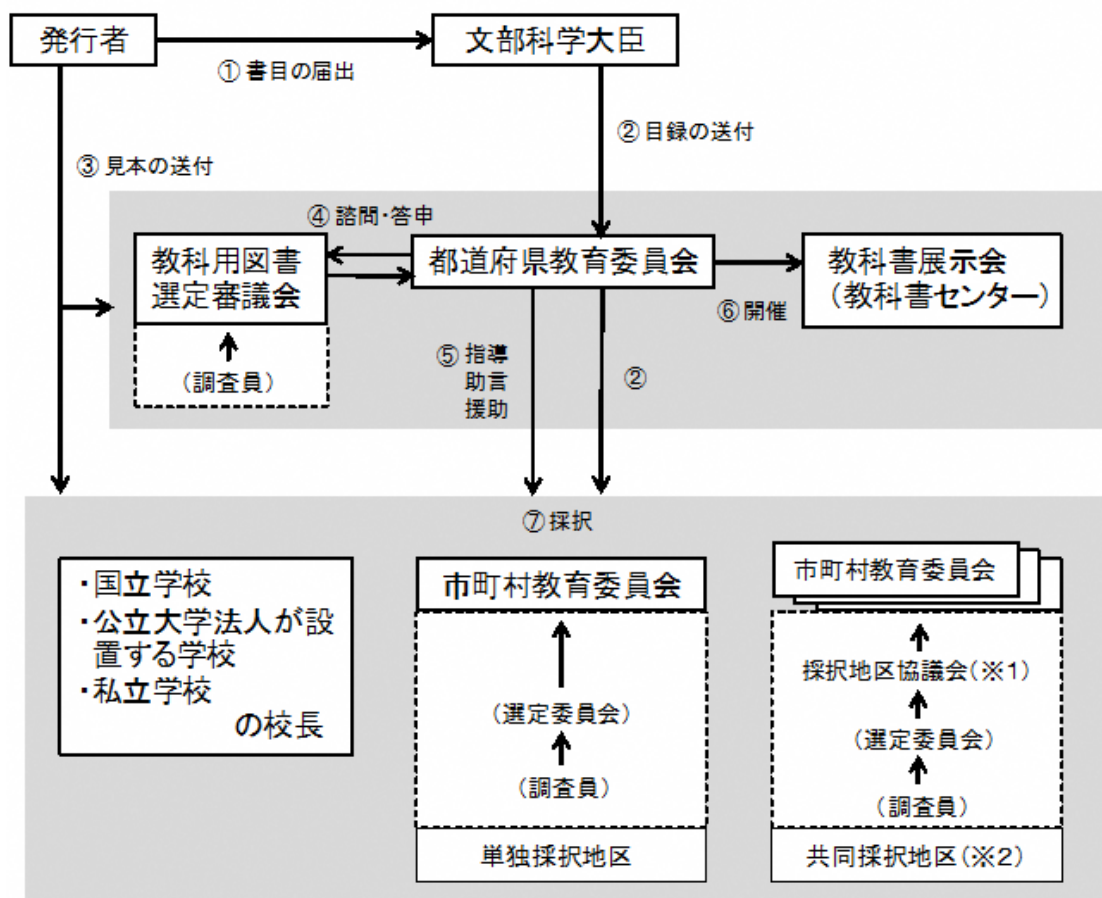 発行者
文部科学大臣
①書目の届出
②目録の送付
③見本の送付
④諮問・答申
教科用図書
選定審議会
都道府県教育委員会
教科書展示会
(教科書センター)
⑥開催
⑤指導
助言
援助
②
(調査員)
⑦採択
・国立学校
・公立大学法人が設
置する学校
・私立学校
の校長
市町村教育委員会
(選定委員会)
(調査員)
単独採択地区
市町村教育委員会
採択地区協議会(※1)
(選定委員会)
(調査員)
共同採択地区(※2)